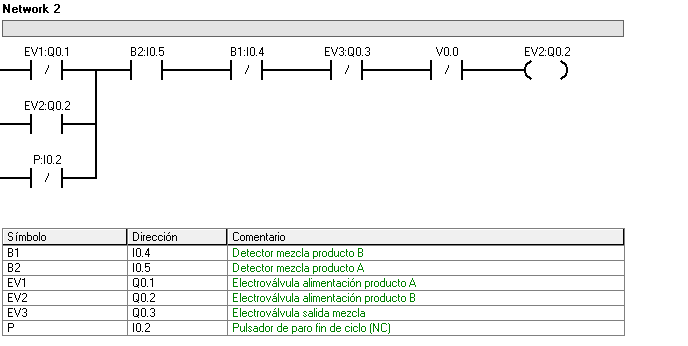 Network 2
EV1:Q0.1 B2:I0.5 B1:I0.4 EV3:Q0.3 V0.0 EV2:Q0.2
EV2:Q0.2
P:I0.2
Símbolo Dirección Comentario
B1 I0.4 Detector mezcla producto B
B2 I0.5 Detector mezcla producto A
EV1 Q0.1 Electroválvula alimentación producto A
EV2 Q0.2 Electroválvula alimentación producto B
EV3 Q0.3 Electroválvula salida mezcla
P I0.2 Pulsador de paro fin de ciclo (NC)